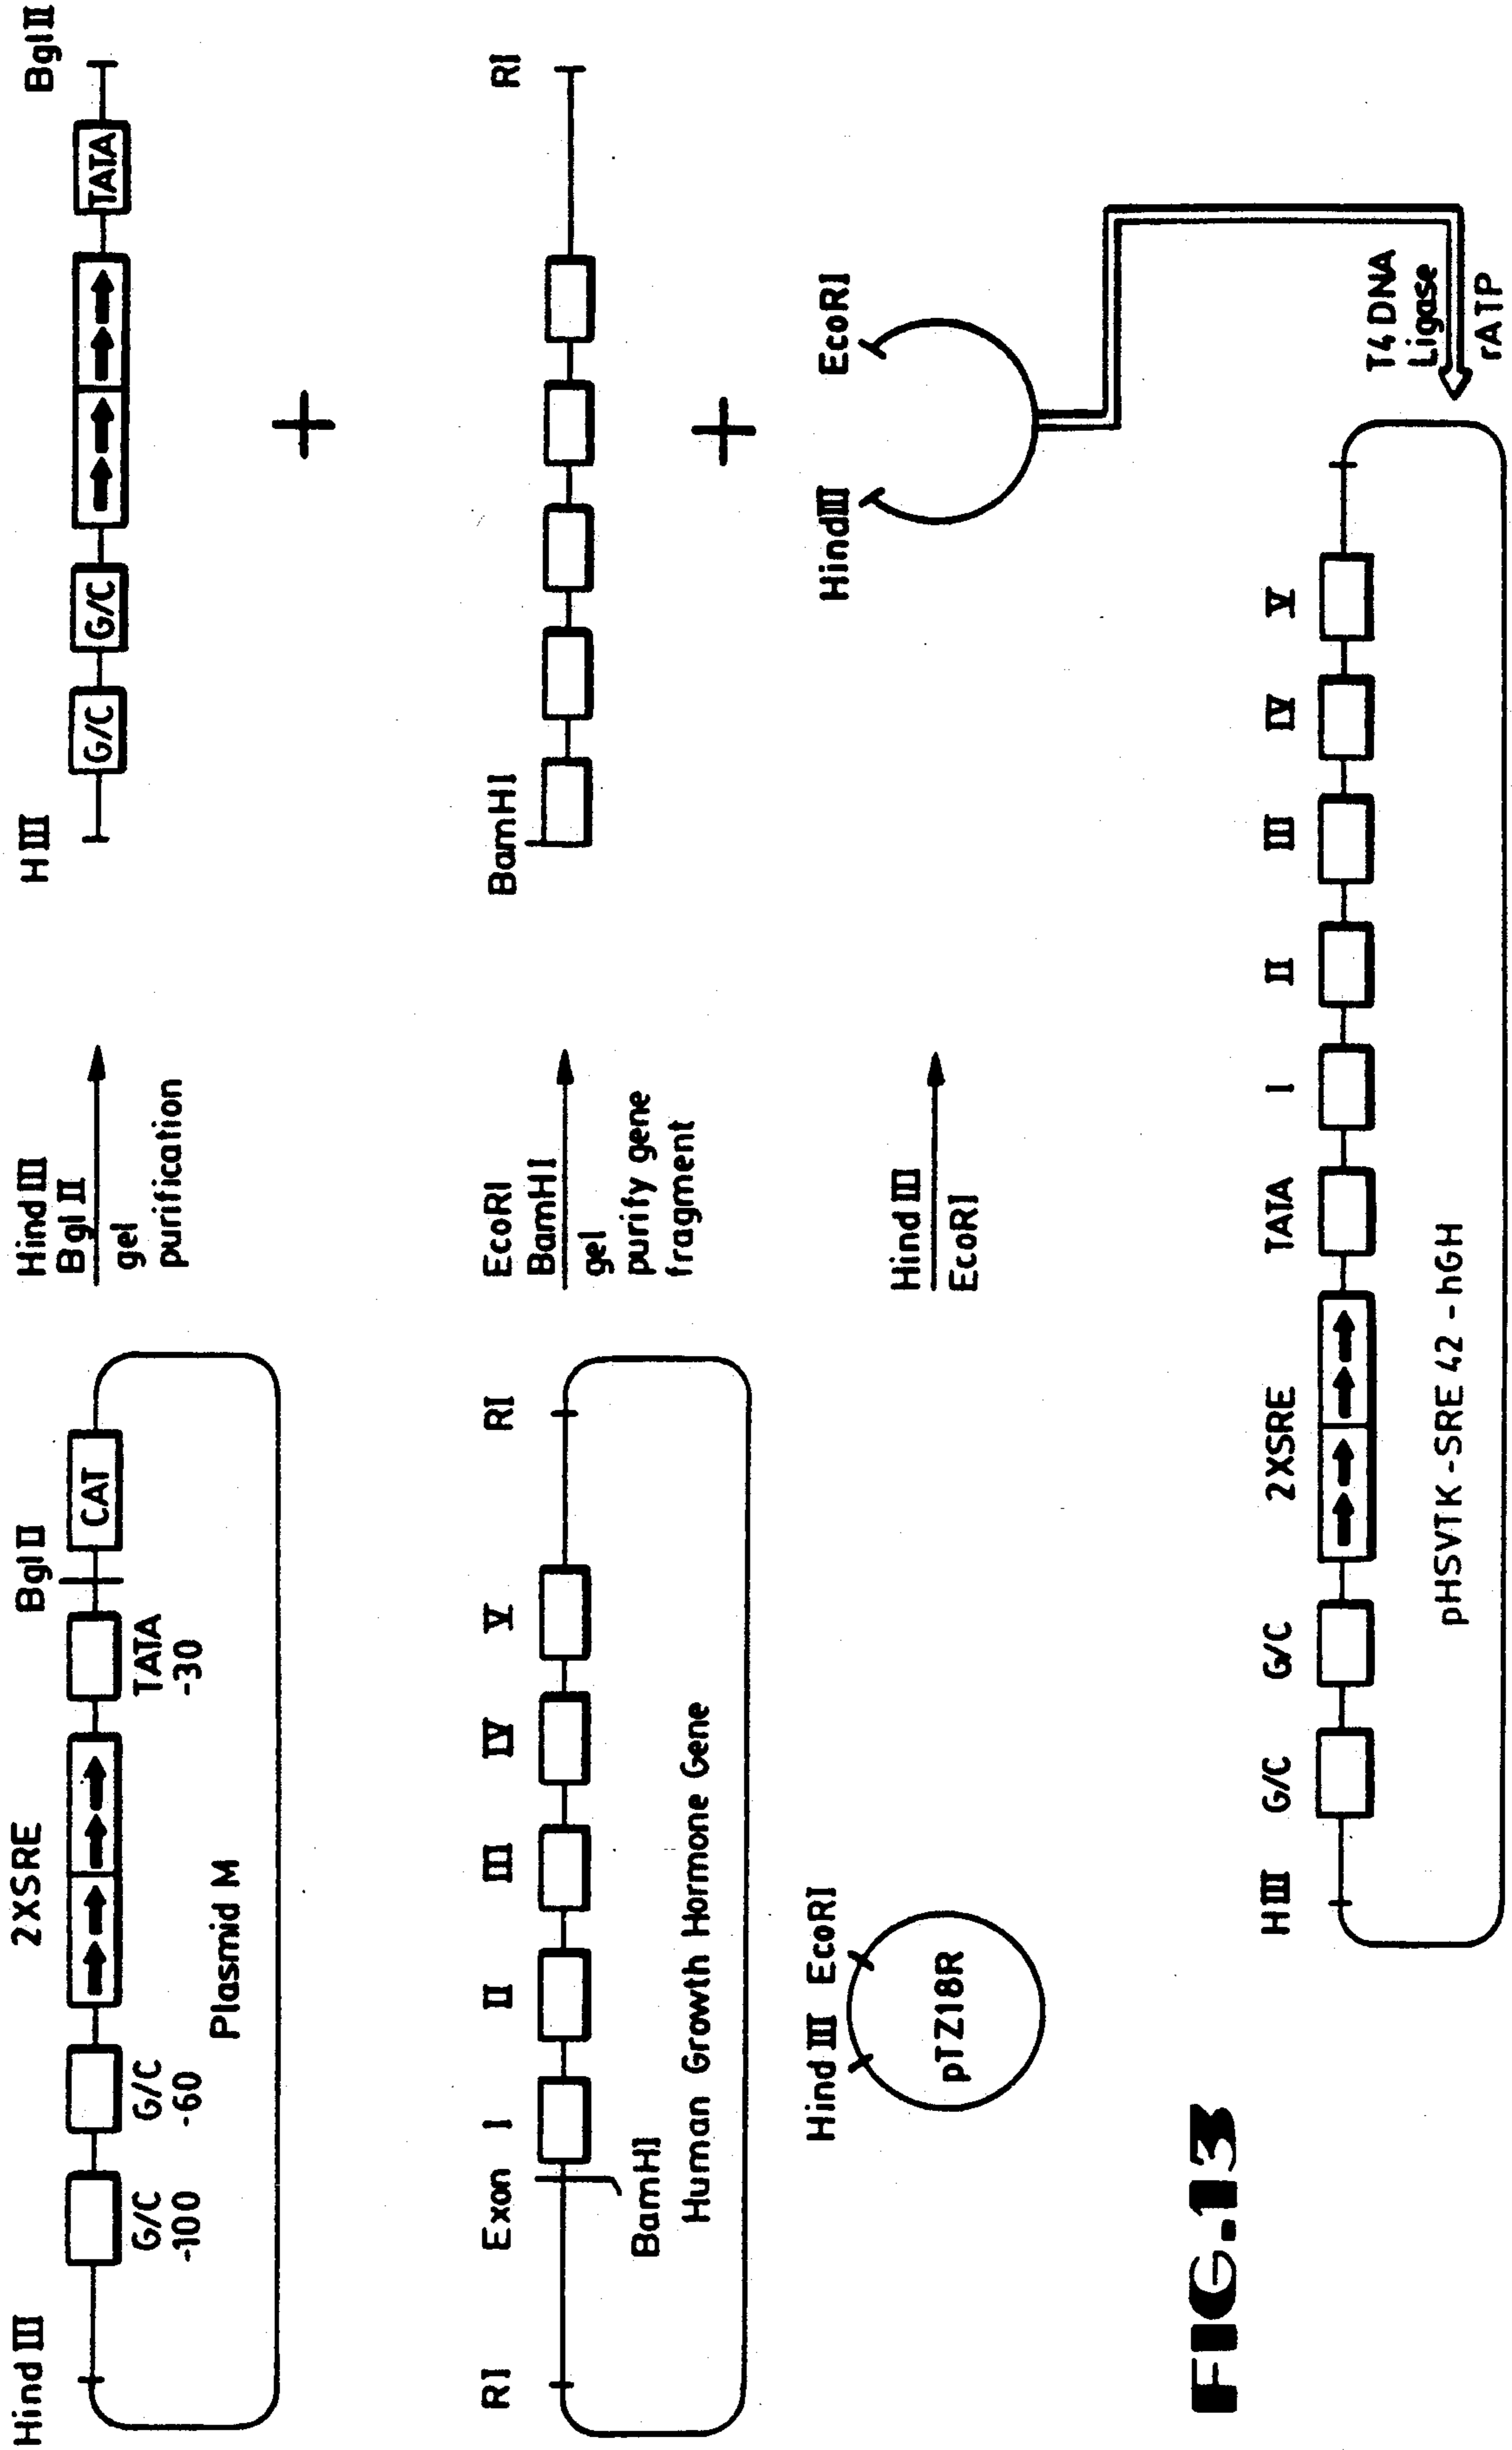 Hind III
2XSRE
Bgl II
CAT
G/C
-100
G/C
-60
TATA
-30
Plasmid M
Hind III
Bgl II
gel
purification
H III
Bgl II
G/C
G/C
TATA
+
RI
Exon
I
II
III
IV
V
RI
BamHI
Human Growth Hormone Gene
EcoRI
BamHI
gel
purify gene
fragment
BamHI
RI
+
Hind III
EcoRI
pTZ18R
Hind III
EcoRI
Hind III
EcoRI
T4 DNA
Ligase
rATP
H III
G/C
G/C
2XSRE
TATA
I
II
III
IV
V
pHSVTK-SRE 42-hGH
FIG.13